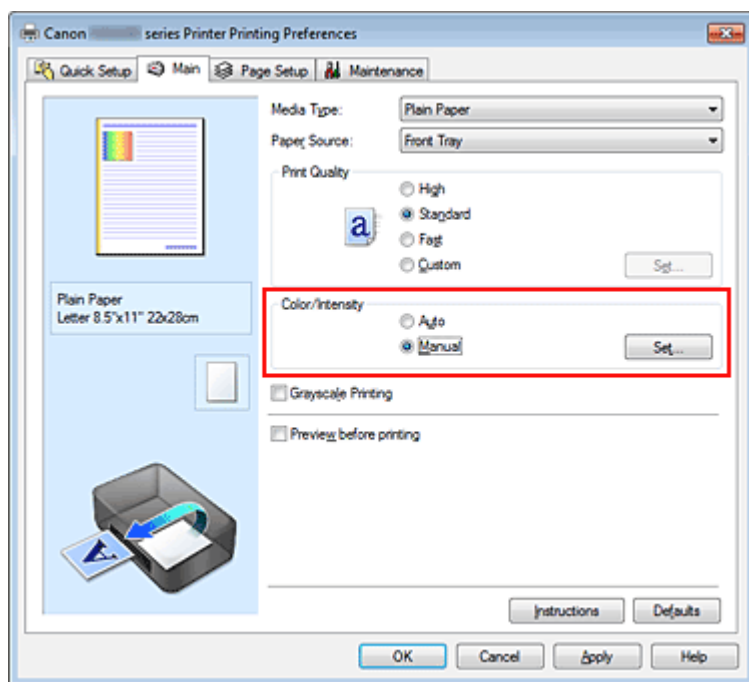 Canon series Printer Printing Preferences
Quick Setup Main Page Setup Maintenance
Media Type: Plain Paper
Paper Source: Front Tray
Print Quality
High
a Standard
Fast
Custom Set...
Color/Intensity
Auto
Manual Set...
Plain Paper
Letter 8.5"x11" 22x28cm
Grayscale Printing
Preview before printing
A
Instructions Defaults
OK Cancel Apply Help